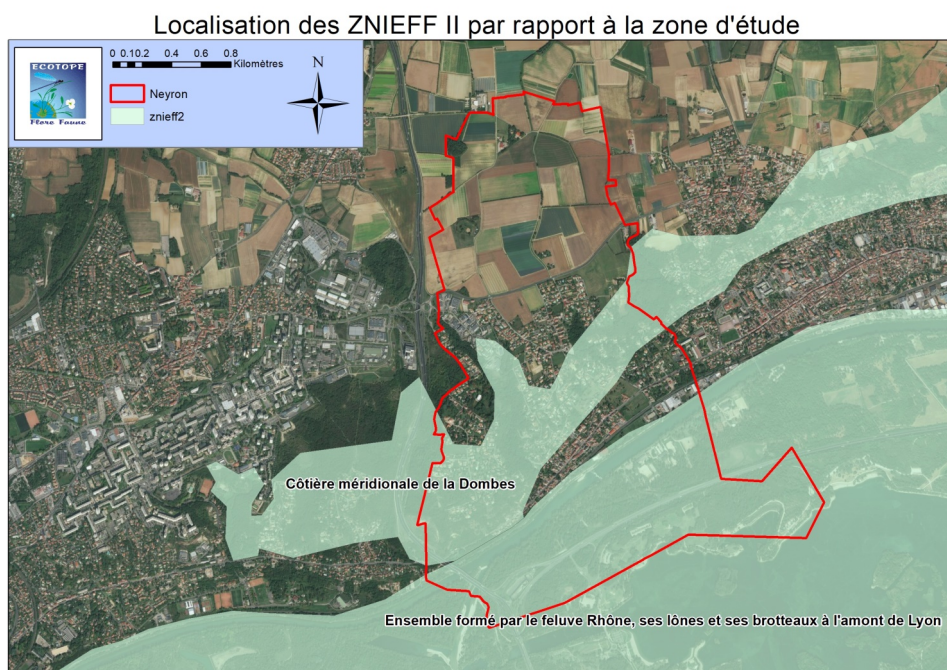 Localisation des ZNIEFF II par rapport à la zone d'étude
ECOTOPE
Flore Faune
0 0.10.2 0.4 0.6 0.8
Kilomètres
Neyron
znieff2
N
Côtière méridionale de la Dombes
Ensemble formé par le feluve Rhône, ses lônes et ses brotteaux à l'amont de Lyon